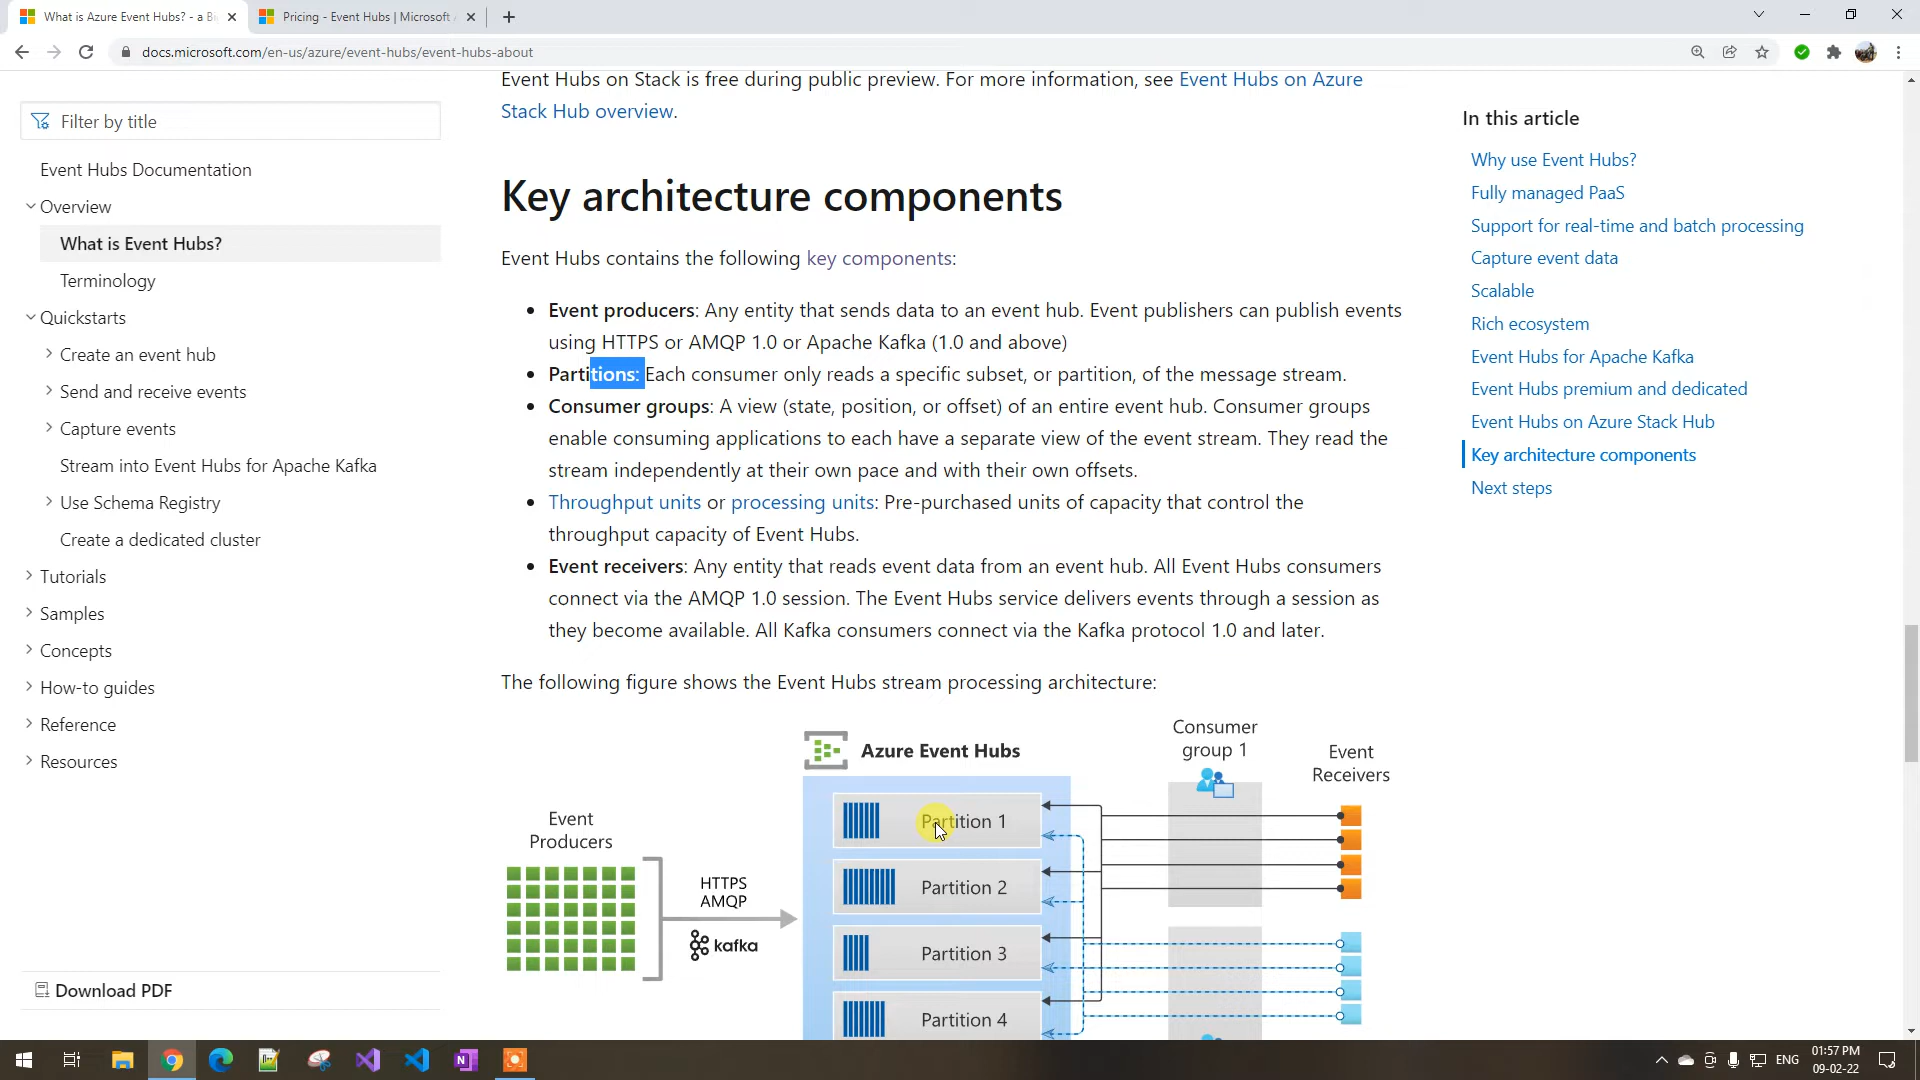 What is Azure Event Hubs? - a Bi
Pricing - Event Hubs | Microsoft A
docs.microsoft.com/en-us/azure/event-hubs/event-hubs-about
Filter by title
Event Hubs Documentation
Overview
What is Event Hubs?
Terminology
Quickstarts
Create an event hub
Send and receive events
Capture events
Stream into Event Hubs for Apache Kafka
Use Schema Registry
Create a dedicated cluster
Tutorials
Samples
Concepts
How-to guides
Reference
Resources
Download PDF
Event Hubs on Stack is free during public preview. For more information, see Event Hubs on Azure
Stack Hub overview.
Key architecture components
Event Hubs contains the following key components:
Event producers: Any entity that sends data to an event hub. Event publishers can publish events
using HTTPS or AMQP 1.0 or Apache Kafka (1.0 and above)
Partitions: Each consumer only reads a specific subset, or partition, of the message stream.
Consumer groups: A view (state, position, or offset) of an entire event hub. Consumer groups
enable consuming applications to each have a separate view of the event stream. They read the
stream independently at their own pace and with their own offsets.
Throughput units or processing units: Pre-purchased units of capacity that control the
throughput capacity of Event Hubs.
Event receivers: Any entity that reads event data from an event hub. All Event Hubs consumers
connect via the AMQP 1.0 session. The Event Hubs service delivers events through a session as
they become available. All Kafka consumers connect via the Kafka protocol 1.0 and later.
The following figure shows the Event Hubs stream processing architecture:
Event
Producers
HTTPS
AMQP
kafka
Azure Event Hubs
Partition 1
Partition 2
Partition 3
Partition 4
Consumer
group 1
Event
Receivers
In this article
Why use Event Hubs?
Fully managed PaaS
Support for real-time and batch processing
Capture event data
Scalable
Rich ecosystem
Event Hubs for Apache Kafka
Event Hubs premium and dedicated
Event Hubs on Azure Stack Hub
Key architecture components
Next steps
ENG
01:57 PM
09-02-22